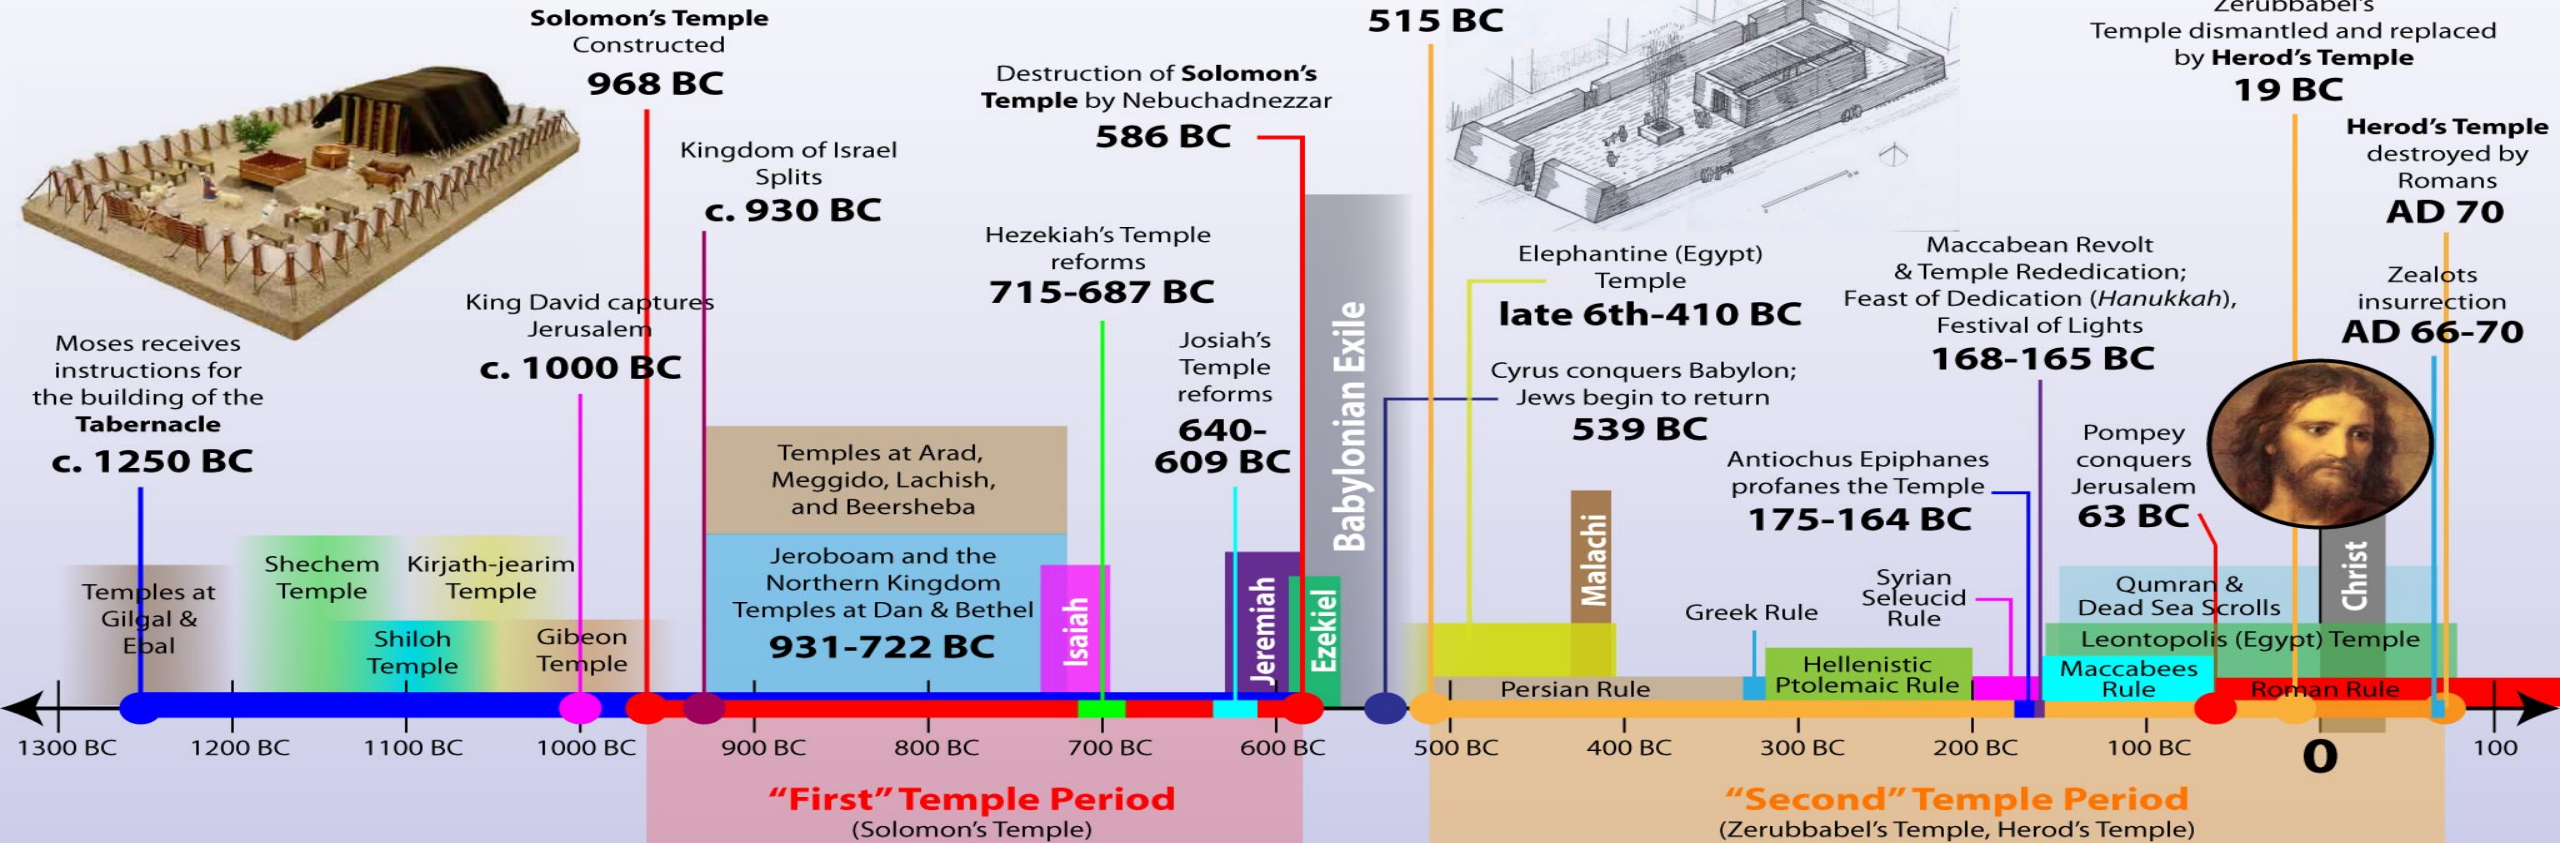 Solomon's Temple
Constructed
968 BC
515 BC
Zerubbabel's
Temple dismantled and replaced
by Herod's Temple
19 BC
Destruction of Solomon's
Temple by Nebuchadnezzar
586 BC
Herod's Temple
destroyed by
Romans
AD 70
Kingdom of Israel
Splits
c. 930 BC
Hezekiah's Temple
reforms
715-687 BC
Elephantine (Egypt)
Temple
late 6th-410 BC
Maccabean Revolt
& Temple Rededication;
Feast of Dedication (Hanukkah),
Festival of Lights
168-165 BC
Zealots
insurrection
AD 66-70
King David captures
Jerusalem
c. 1000 BC
Moses receives
instructions for
the building of the
Tabernacle
c. 1250 BC
Josiah's
Temple
reforms
640-
609 BC
Babylonian Exile
Cyrus conquers Babylon;
Jews begin to return
539 BC
Antiochus Epiphanes
profanes the Temple
175-164 BC
Pompey
conquers
Jerusalem
63 BC
Temples at Arad,
Meggido, Lachish,
and Beersheba
Jeroboam and the
Northern Kingdom
Temples at Dan & Bethel
931-722 BC
Temples at
Gilgal &
Ebal
Shechem
Temple
Kirjath-jearim
Temple
Shiloh
Temple
Gibeon
Temple
Isaiah
Jeremiah
Ezekiel
Malachi
Christ
Greek Rule
Syrian
Seleucid
Rule
Qumran &
Dead Sea Scrolls
Leontopolis (Egypt) Temple
Persian Rule
Hellenistic
Ptolemaic Rule
Maccabees
Rule
Roman Rule
1300 BC
1200 BC
1100 BC
1000 BC
900 BC
800 BC
700 BC
600 BC
500 BC
400 BC
300 BC
200 BC
100 BC
0
100
"First" Temple Period
(Solomon's Temple)
"Second" Temple Period
(Zerubbabel's Temple, Herod's Temple)